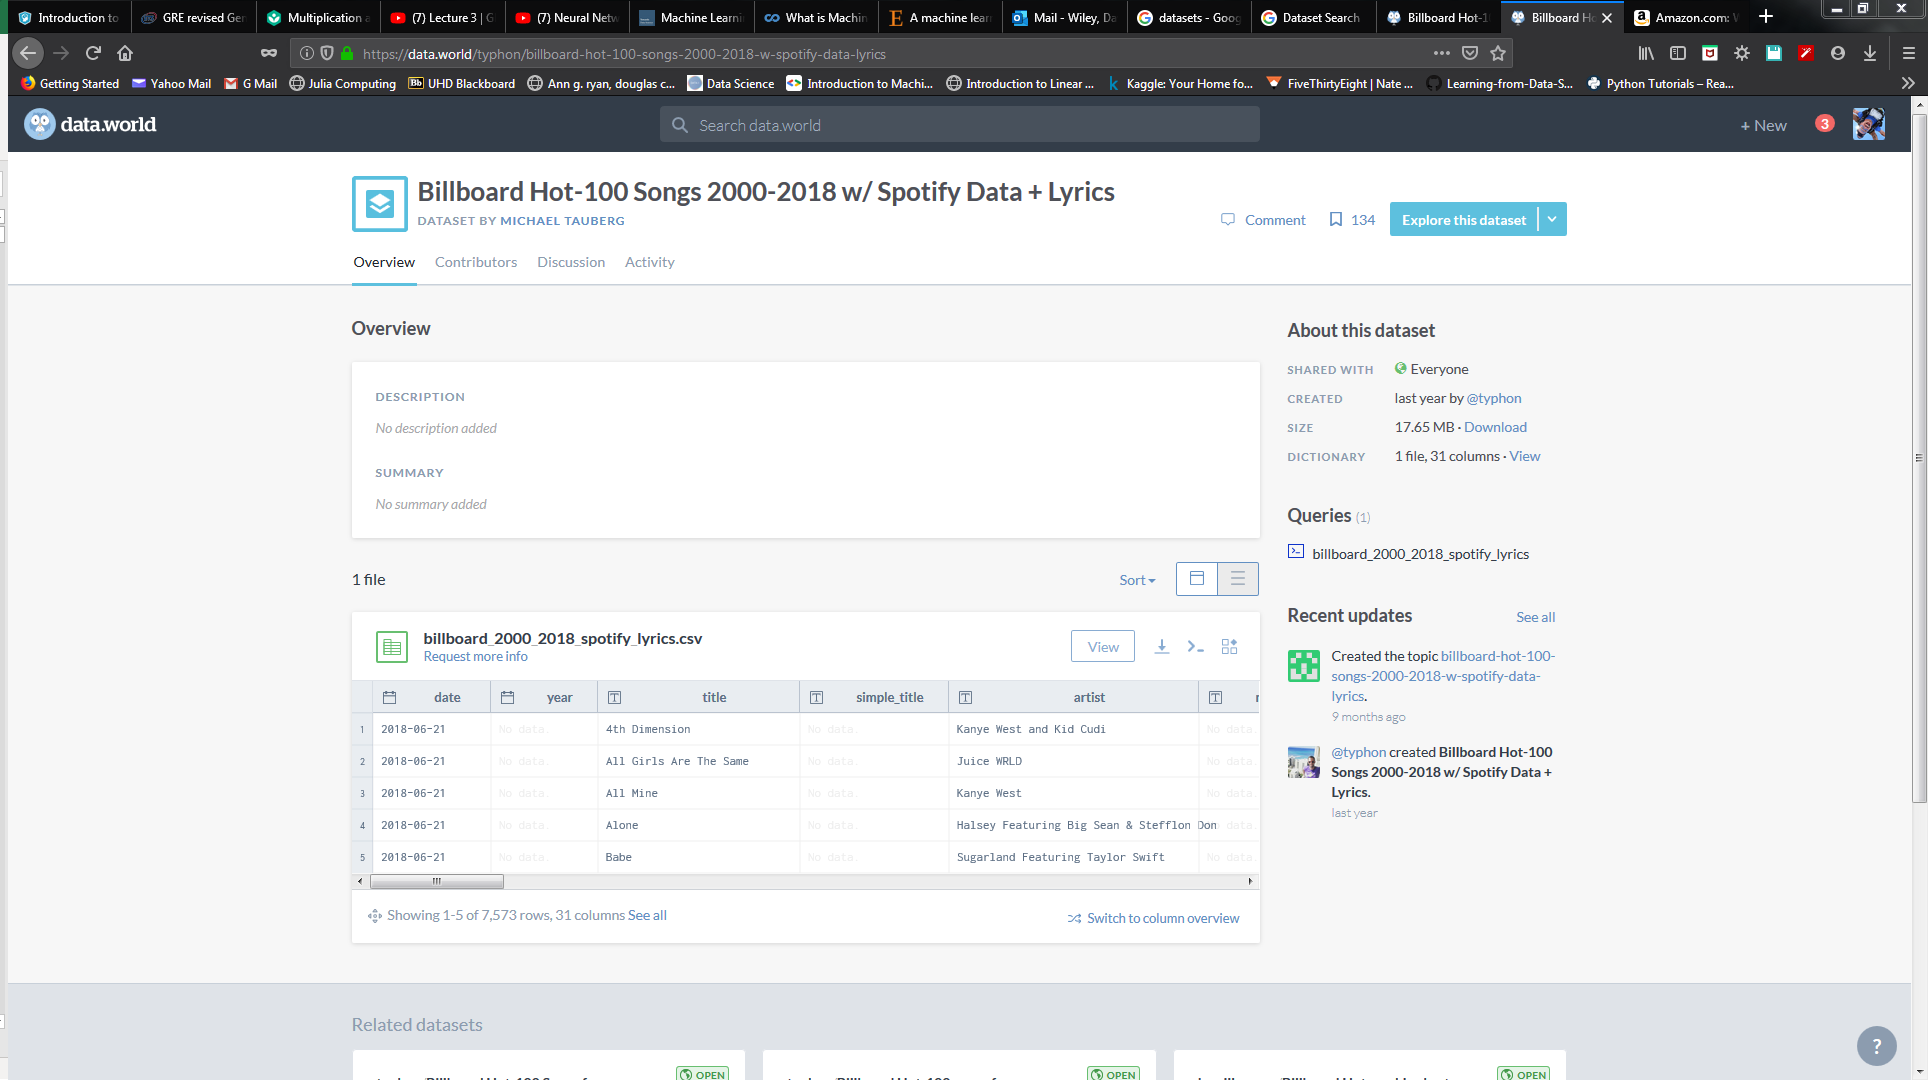 Introduction to
GRE revised Gen
Multiplication a
(7) Lecture 3 | G
(7) Neural Netw
Machine Learni
What is Machin
A machine lear
Mail - Wiley, Da
datasets - Goog
Dataset Search
Billboard Hot-1
Billboard Ho
Amazon.com: W
https://data.world/typhon/billboard-hot-100-songs-2000-2018-w-spotify-data-lyrics
Getting Started
Yahoo Mail
G Mail
Julia Computing
Bb UHD Blackboard
Ann g. ryan, douglas c...
Data Science
Introduction to Machi...
Introduction to Linear ...
Kaggle: Your Home fo...
FiveThirtyEight | Nate ...
Learning-from-Data-S...
Python Tutorials – Rea...
data.world
Search data.world
+ New
3
Billboard Hot-100 Songs 2000-2018 w/ Spotify Data + Lyrics
DATASET BY MICHAEL TAUBERG
Comment
134
Explore this dataset
Overview Contributors Discussion Activity
Overview
DESCRIPTION
No description added
SUMMARY
No summary added
1 file
Sort
billboard_2000_2018_spotify_lyrics.csv
Request more info
View
date year title simple_title artist
1 2018-06-21 No data. 4th Dimension No data. Kanye West and Kid Cudi No data.
2 2018-06-21 No data. All Girls Are The Same No data. Juice WRLD No data.
3 2018-06-21 No data. All Mine No data. Kanye West No data.
4 2018-06-21 No data. Alone No data. Halsey Featuring Big Sean & Stefflon Don data.
5 2018-06-21 No data. Babe No data. Sugarland Featuring Taylor Swift No data.
Showing 1-5 of 7,573 rows, 31 columns See all
Switch to column overview
About this dataset
SHARED WITH Everyone
CREATED last year by @typhon
SIZE 17.65 MB · Download
DICTIONARY 1 file, 31 columns · View
Queries (1)
billboard_2000_2018_spotify_lyrics
Recent updates See all
Created the topic billboard-hot-100-
songs-2000-2018-w-spotify-data-
lyrics.
9 months ago
@typhon created Billboard Hot-100
Songs 2000-2018 w/ Spotify Data +
Lyrics.
last year
Related datasets
OPEN
OPEN
OPEN
?